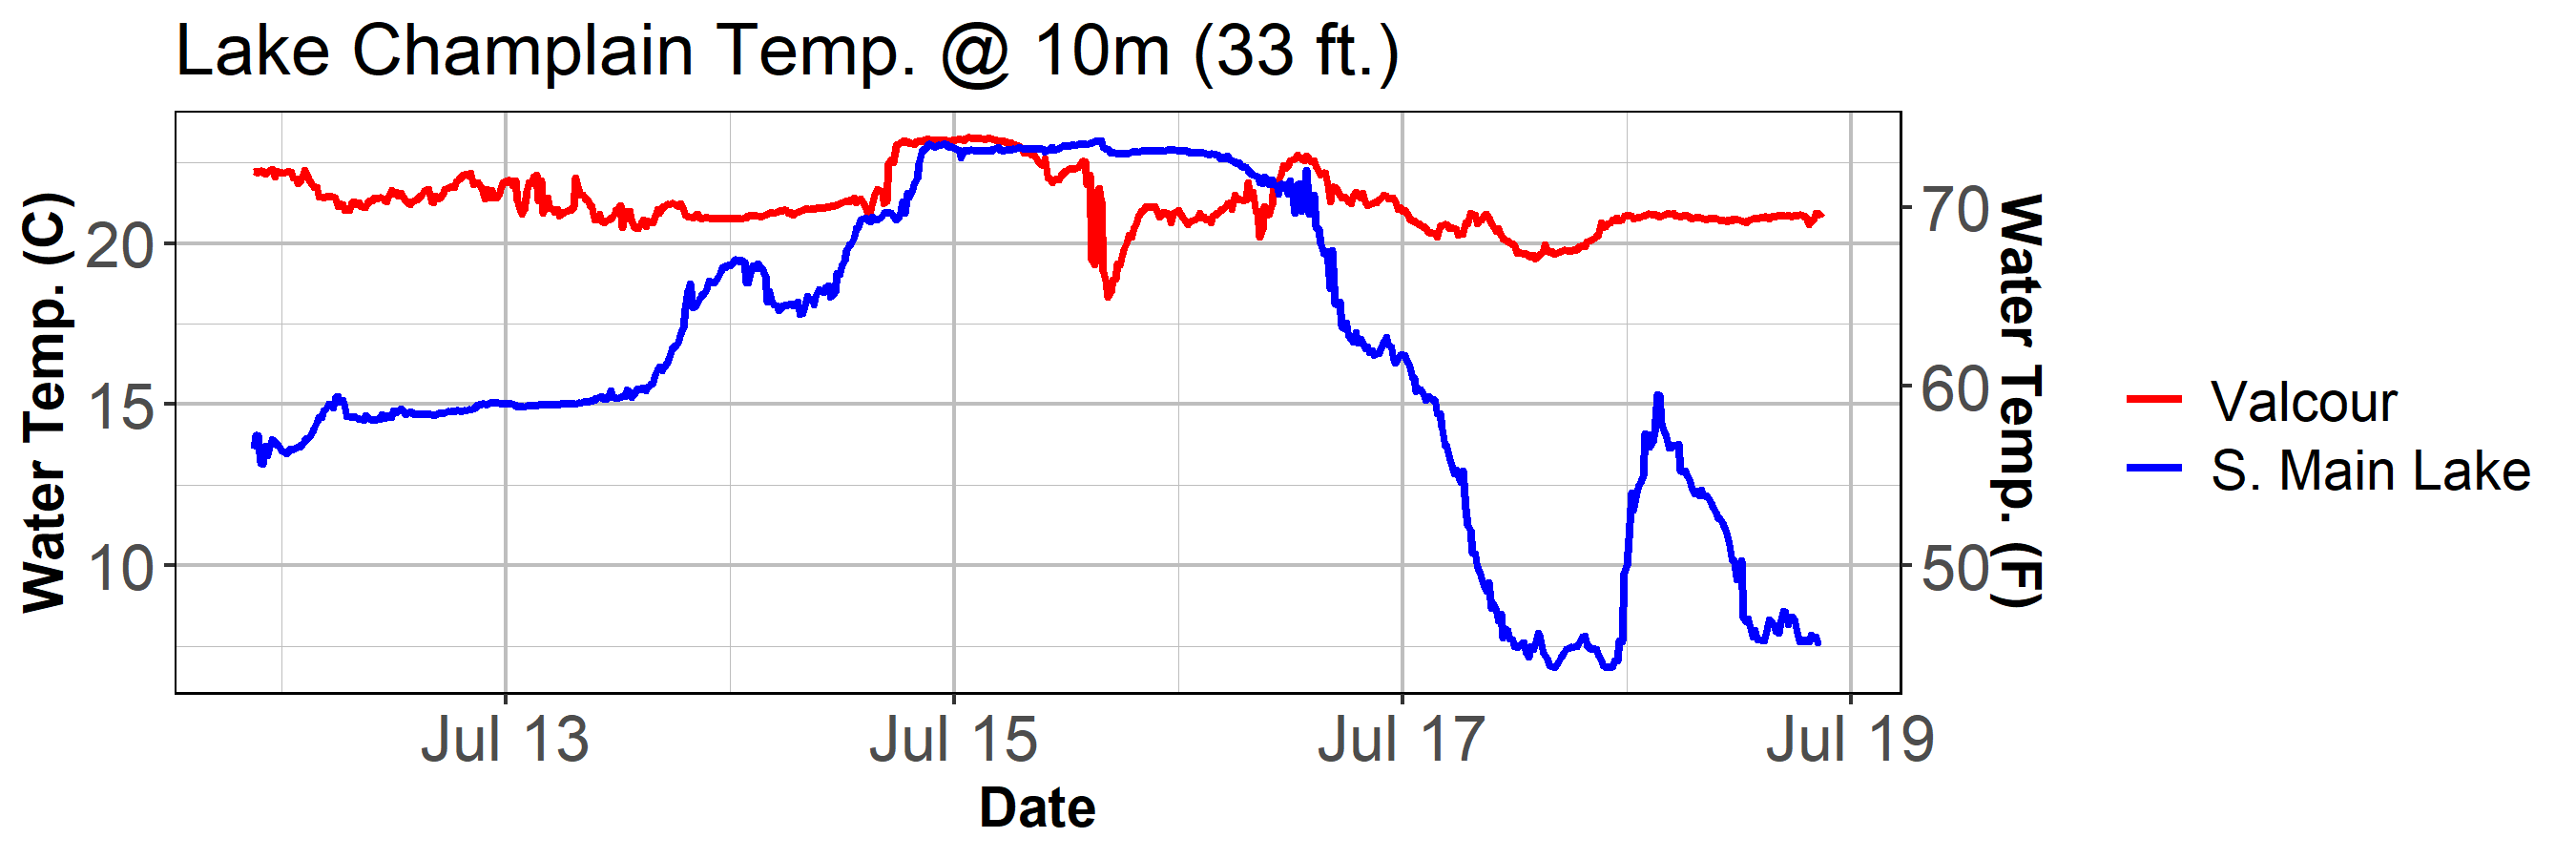 Lake Champlain Temp. @ 10m (33 ft.)
Water Temp. (C)
20
15
10
70
60
50
Water Temp. (F)
Jul 13
Jul 15
Jul 17
Jul 19
Date
Valcour
S. Main Lake